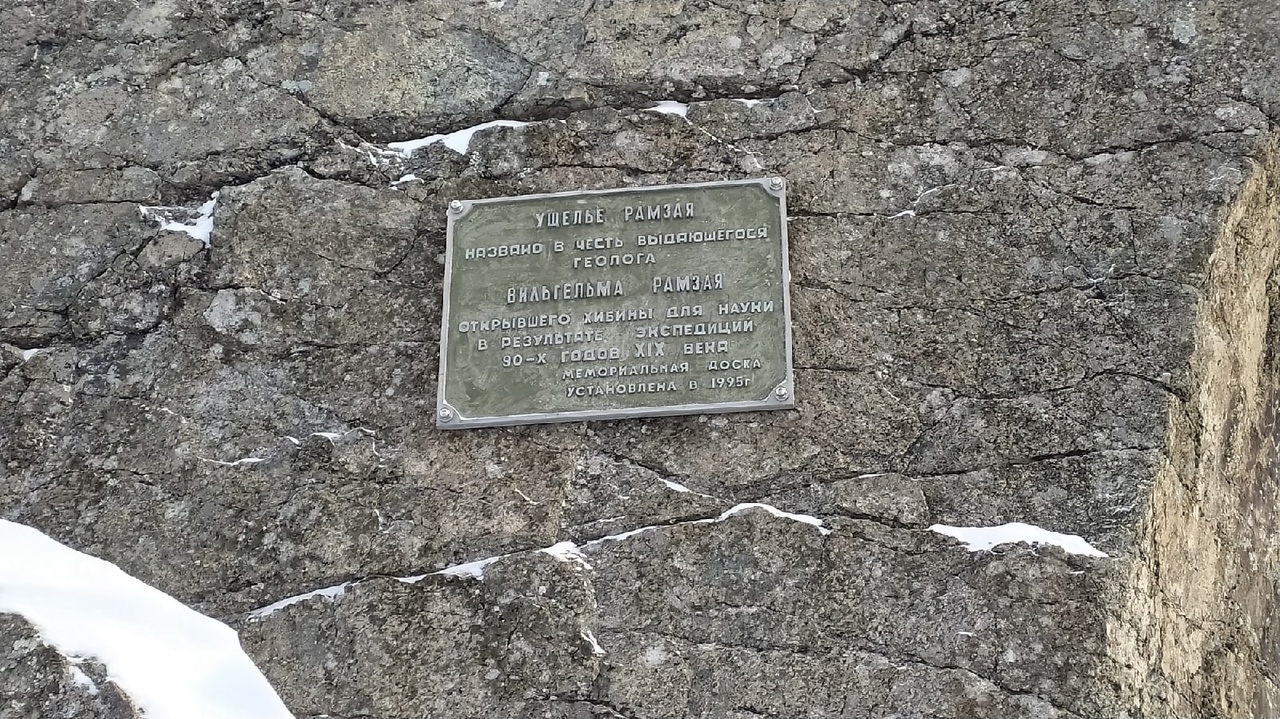 УЩЕЛЬЕ РАМЗАЯ
НАЗВАНО В ЧЕСТЬ ВЫДАЮЩЕГОСЯ
ГЕОЛОГА
ВИЛЬГЕЛЬМА РАМЗАЯ
ОТКРЫВШЕГО ХИБИНЫ ДЛЯ НАУКИ
В РЕЗУЛЬТАТЕ ЭКСПЕДИЦИИ
90-Х ГОДОВ XIX ВЕКА
МЕМОРИАЛЬНАЯ ДОСКА
УСТАНОВЛЕНА В 1995г